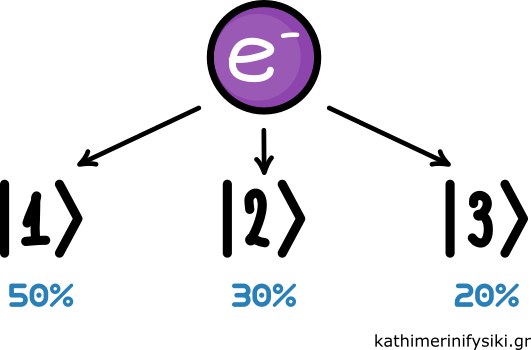 e⁻
|1⟩ |2⟩ |3⟩
50% 30% 20%
kathimerinifysiki.gr